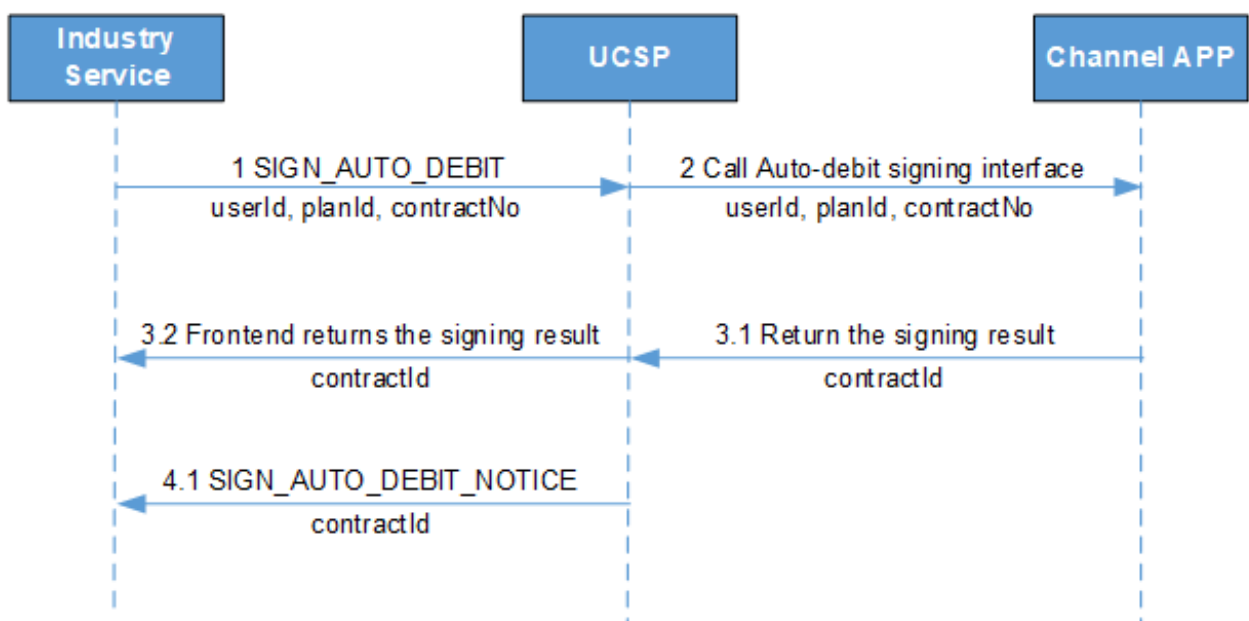 Industry
Service
UCSP
Channel APP
1 SIGN_AUTO_DEBIT
userId, planId, contractNo
2 Call Auto-debit signing interface
userId, planId, contractNo
3.2 Frontend returns the signing result
contractId
3.1 Return the signing result
contractId
4.1 SIGN_AUTO_DEBIT_NOTICE
contractId